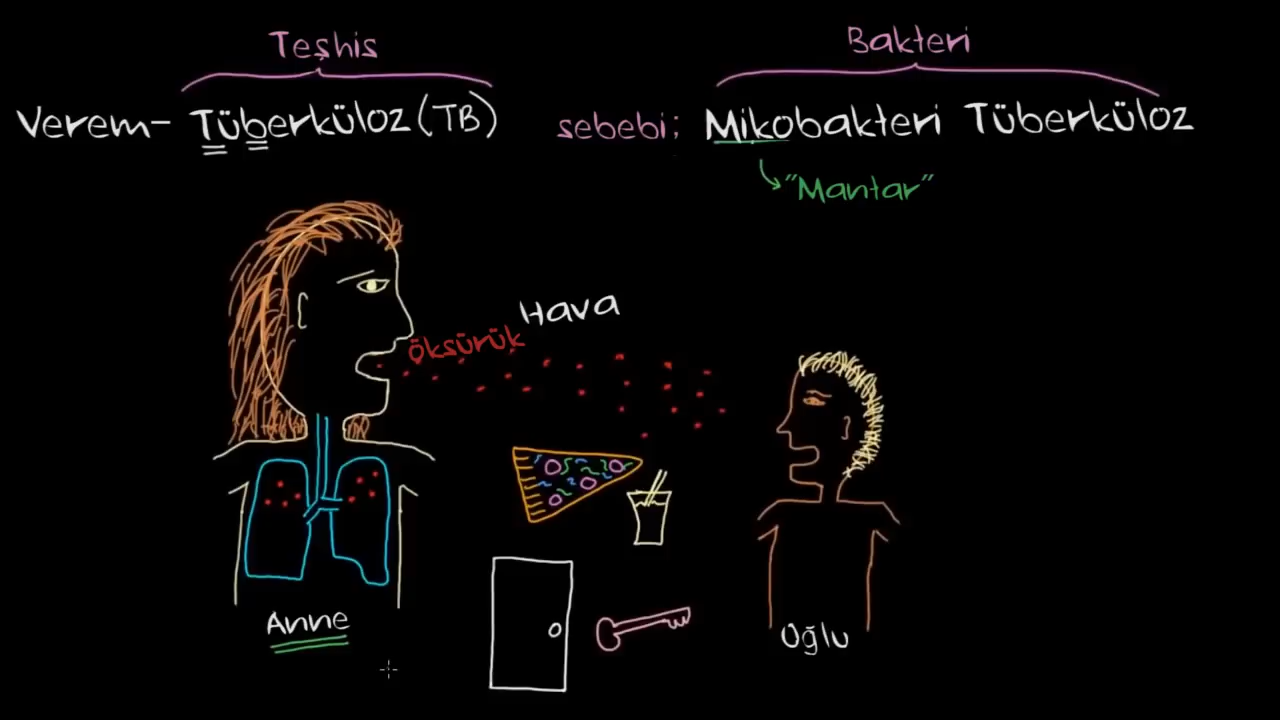 Teşhis
Bakteri
Verem- Tüberküloz (TB) sebebi; Mikobakteri Tüberküloz
"Mantar"
Hava
öksürük
Anne
Oğlu